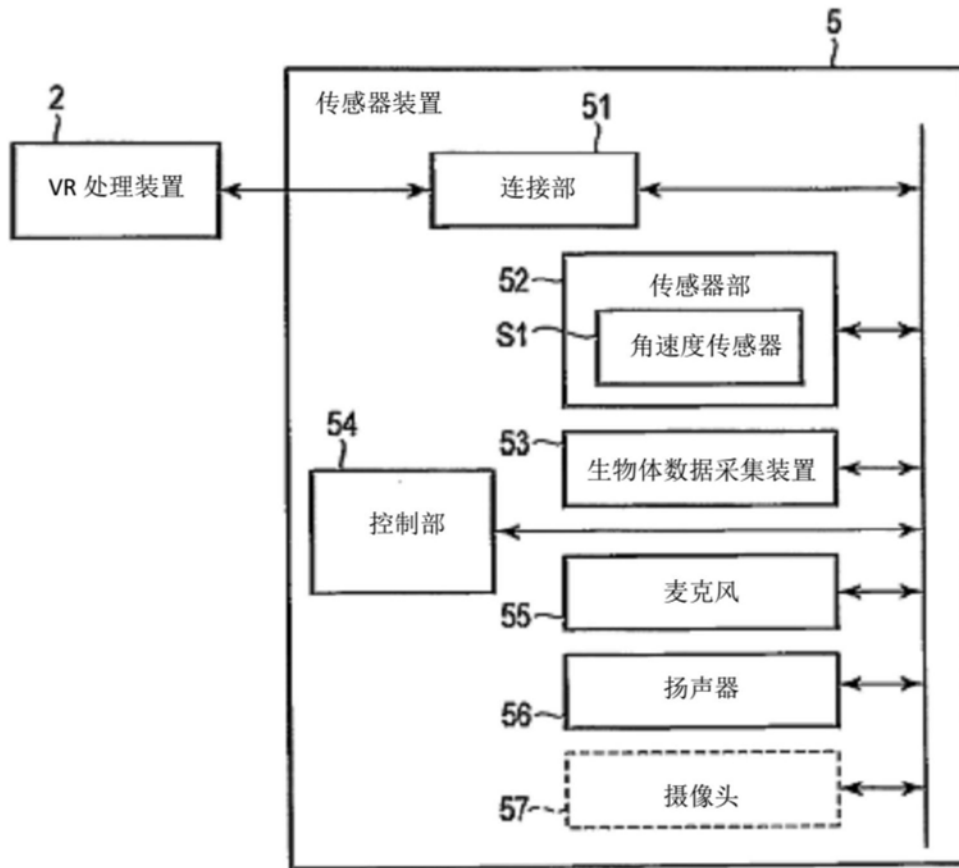 5
传感器装置
2
VR 处理装置
51
连接部
52
传感器部
S1
角速度传感器
53
生物体数据采集装置
54
控制部
55
麦克风
56
扬声器
57
摄像头